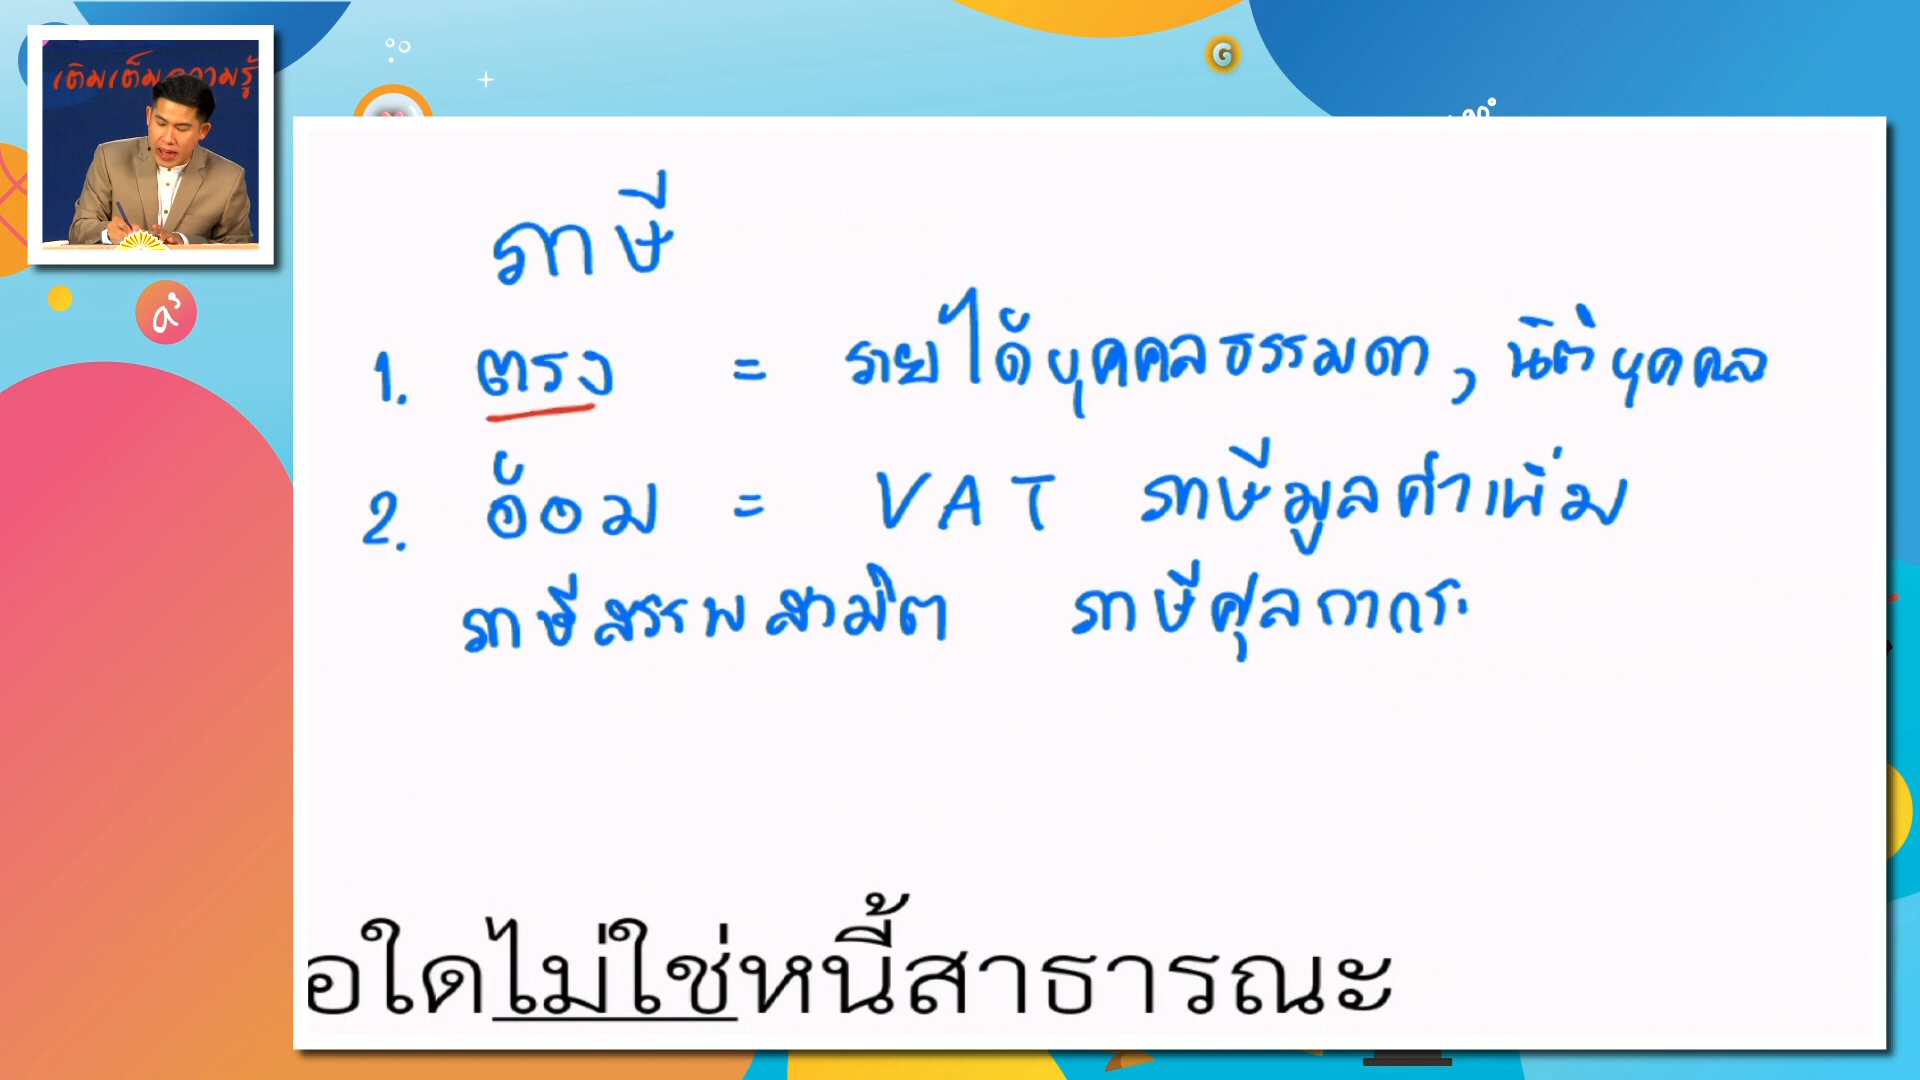 เติมเต็มความรู้
ภาษี
1. ตรง = รายได้บุคคลธรรมดา, นิติบุคคล
2. อ้อม = VAT ภาษีมูลค่าเพิ่ม
ภาษีสรรพสามิต ภาษีศุลกากร
อใดไม่ใช่หนี้สาธารณะ
a³
G